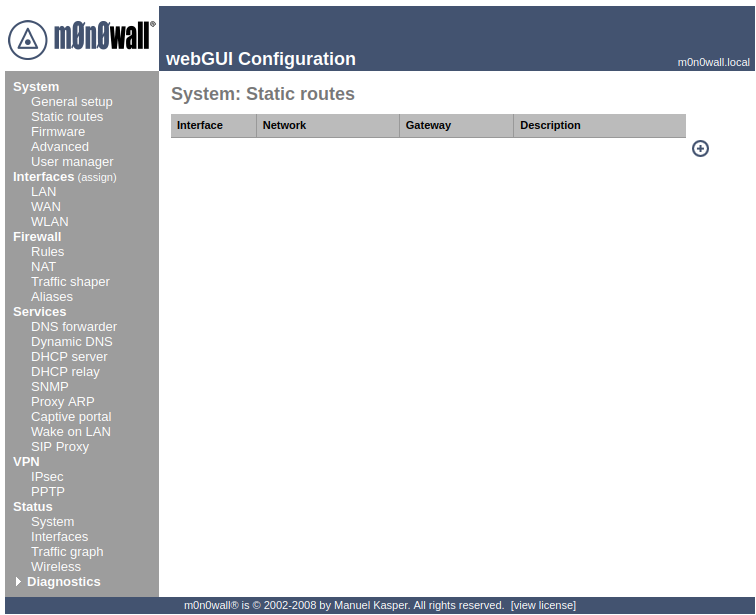 m0n0wall®
webGUI Configuration
m0n0wall.local
System
General setup
Static routes
Firmware
Advanced
User manager
Interfaces (assign)
LAN
WAN
WLAN
Firewall
Rules
NAT
Traffic shaper
Aliases
Services
DNS forwarder
Dynamic DNS
DHCP server
DHCP relay
SNMP
Proxy ARP
Captive portal
Wake on LAN
SIP Proxy
VPN
IPsec
PPTP
Status
System
Interfaces
Traffic graph
Wireless
Diagnostics
System: Static routes
Interface Network Gateway Description
m0n0wall® is © 2002-2008 by Manuel Kasper. All rights reserved. [view license]